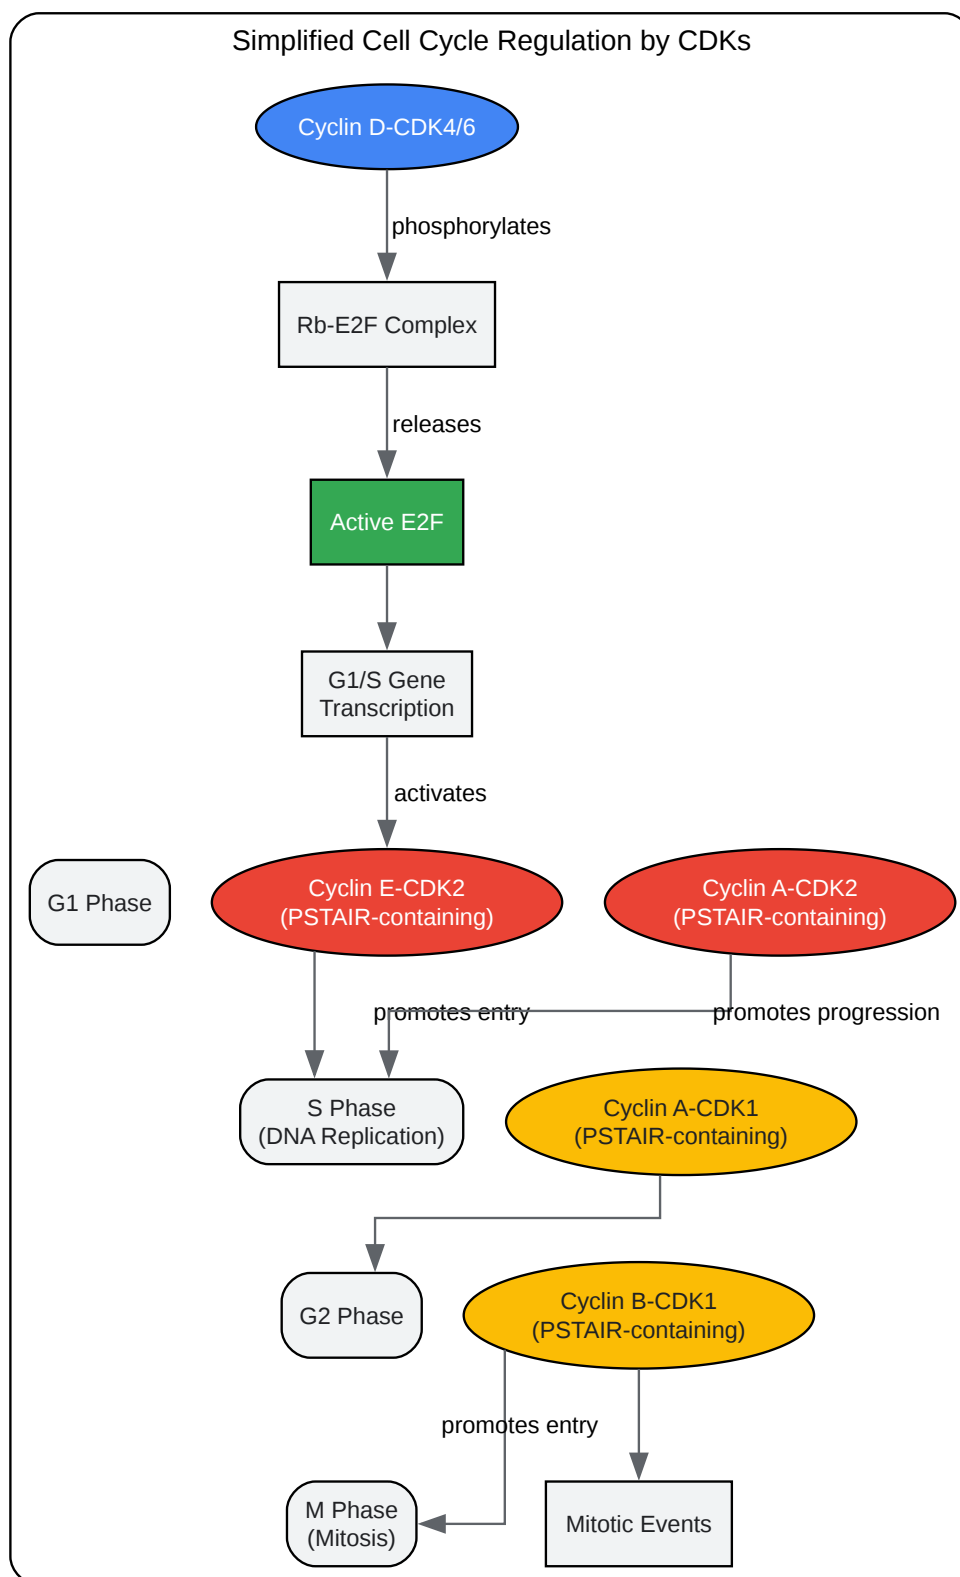 Simplified Cell Cycle Regulation by CDKs
Cyclin D-CDK4/6
phosphorylates
Rb-E2F Complex
releases
Active E2F
G1/S Gene
Transcription
activates
G1 Phase
Cyclin E-CDK2
(PSTAIR-containing)
Cyclin A-CDK2
(PSTAIR-containing)
promotes entry
promotes progression
S Phase
(DNA Replication)
Cyclin A-CDK1
(PSTAIR-containing)
G2 Phase
Cyclin B-CDK1
(PSTAIR-containing)
promotes entry
M Phase
(Mitosis)
Mitotic Events